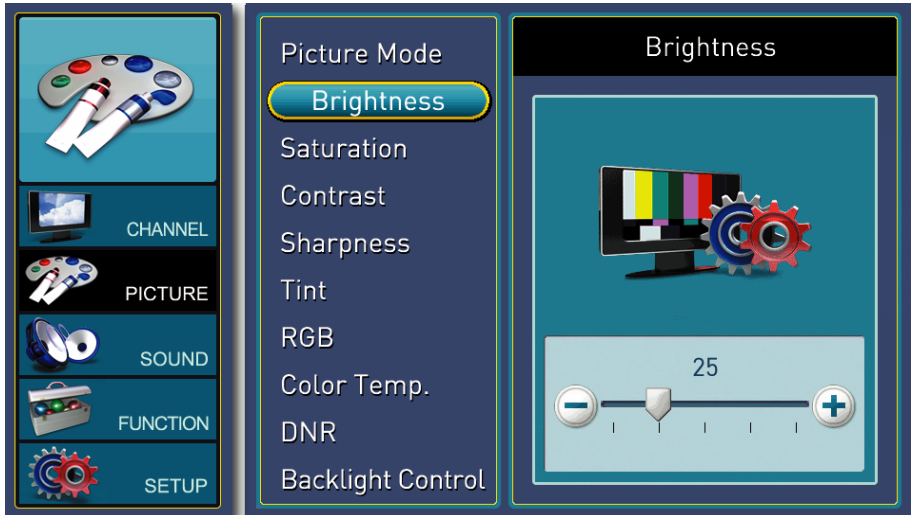 CHANNEL
PICTURE
SOUND
FUNCTION
SETUP
Picture Mode
Brightness
Saturation
Contrast
Sharpness
Tint
RGB
Color Temp.
DNR
Backlight Control
Brightness
25